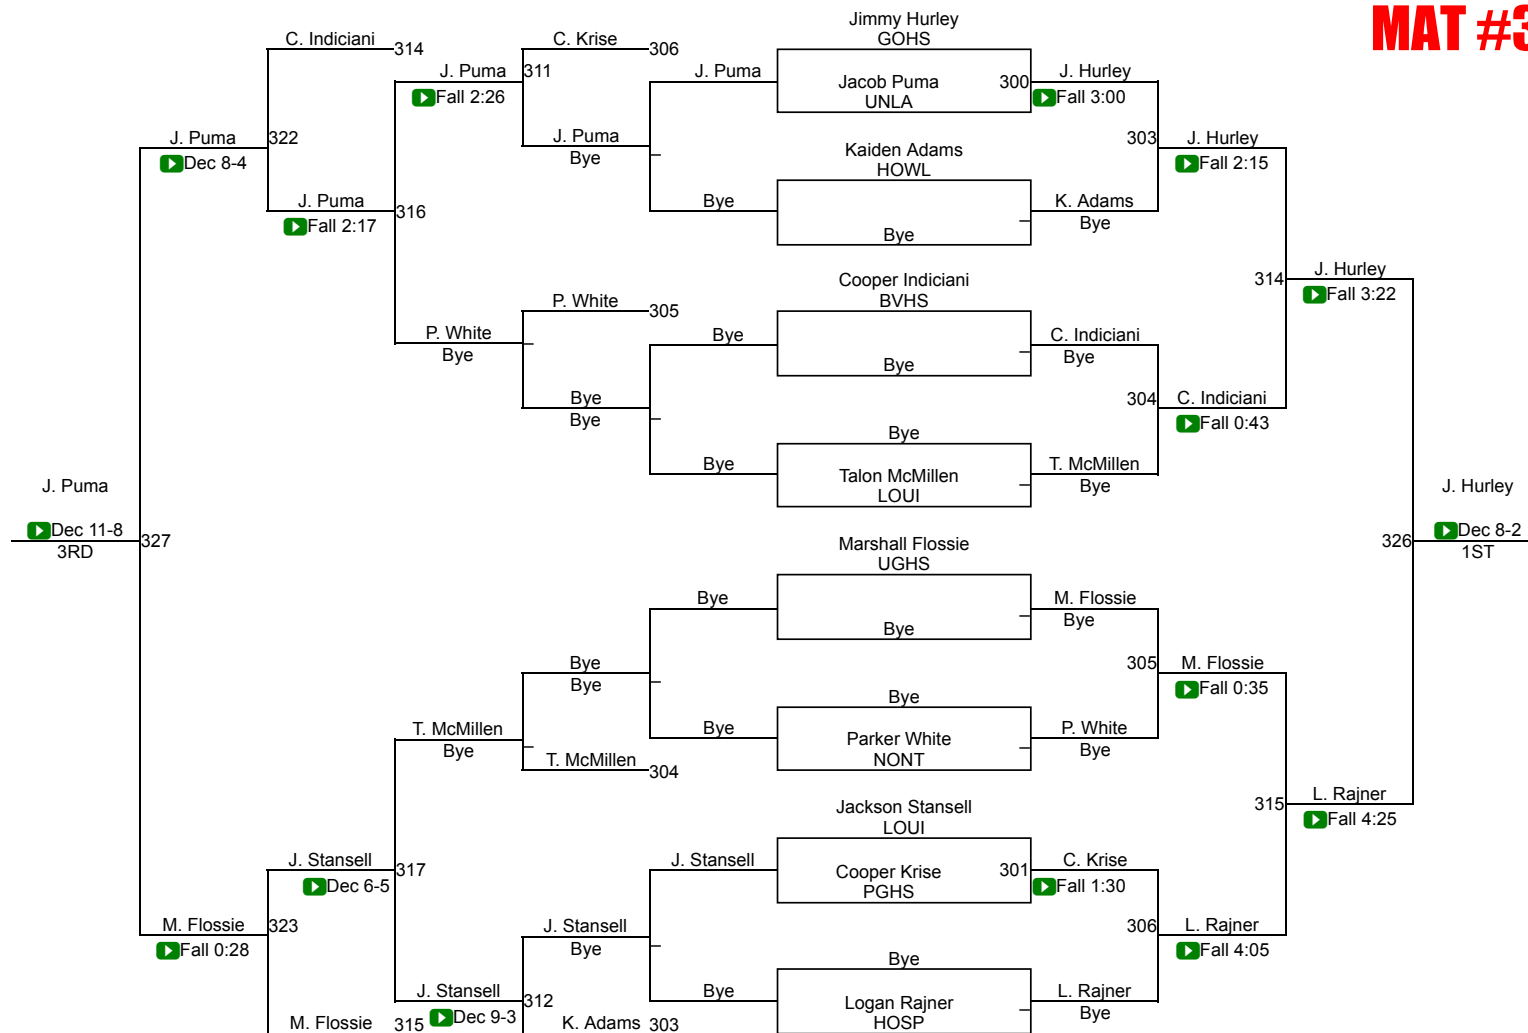 MAT #3
Jimmy Hurley
GOHS
C. Indiciani
314
C. Krise
306
J. Puma
311
Fall 2:26
J. Puma
Jacob Puma
UNLA
300
J. Hurley
Fall 3:00
J. Puma
Dec 8-4
322
J. Puma
Bye
Kaiden Adams
HOWL
303
J. Hurley
Fall 2:15
J. Puma
Fall 2:17
316
Bye
Bye
K. Adams
Bye
Cooper Indiciani
BVHS
314
J. Hurley
Fall 3:22
P. White
305
P. White
Bye
Bye
Bye
C. Indiciani
Bye
Bye
Bye
304
C. Indiciani
Fall 0:43
Bye
Bye
Talon McMillen
LOUI
T. McMillen
Bye
J. Puma
Dec 11-8
3RD
327
J. Hurley
326
Dec 8-2
1ST
Marshall Flossie
UGHS
Bye
Bye
M. Flossie
Bye
Bye
Bye
305
M. Flossie
Fall 0:35
T. McMillen
Bye
T. McMillen
304
Bye
Bye
Parker White
NONT
P. White
Bye
315
L. Rajner
Fall 4:25
Jackson Stansell
LOUI
J. Stansell
Dec 6-5
317
J. Stansell
Cooper Krise
PGHS
301
C. Krise
Fall 1:30
M. Flossie
Fall 0:28
323
J. Stansell
Bye
306
L. Rajner
Fall 4:05
Bye
J. Stansell
312
Dec 9-3
Bye
Logan Rajner
HOSP
L. Rajner
Bye
M. Flossie
315
K. Adams
303